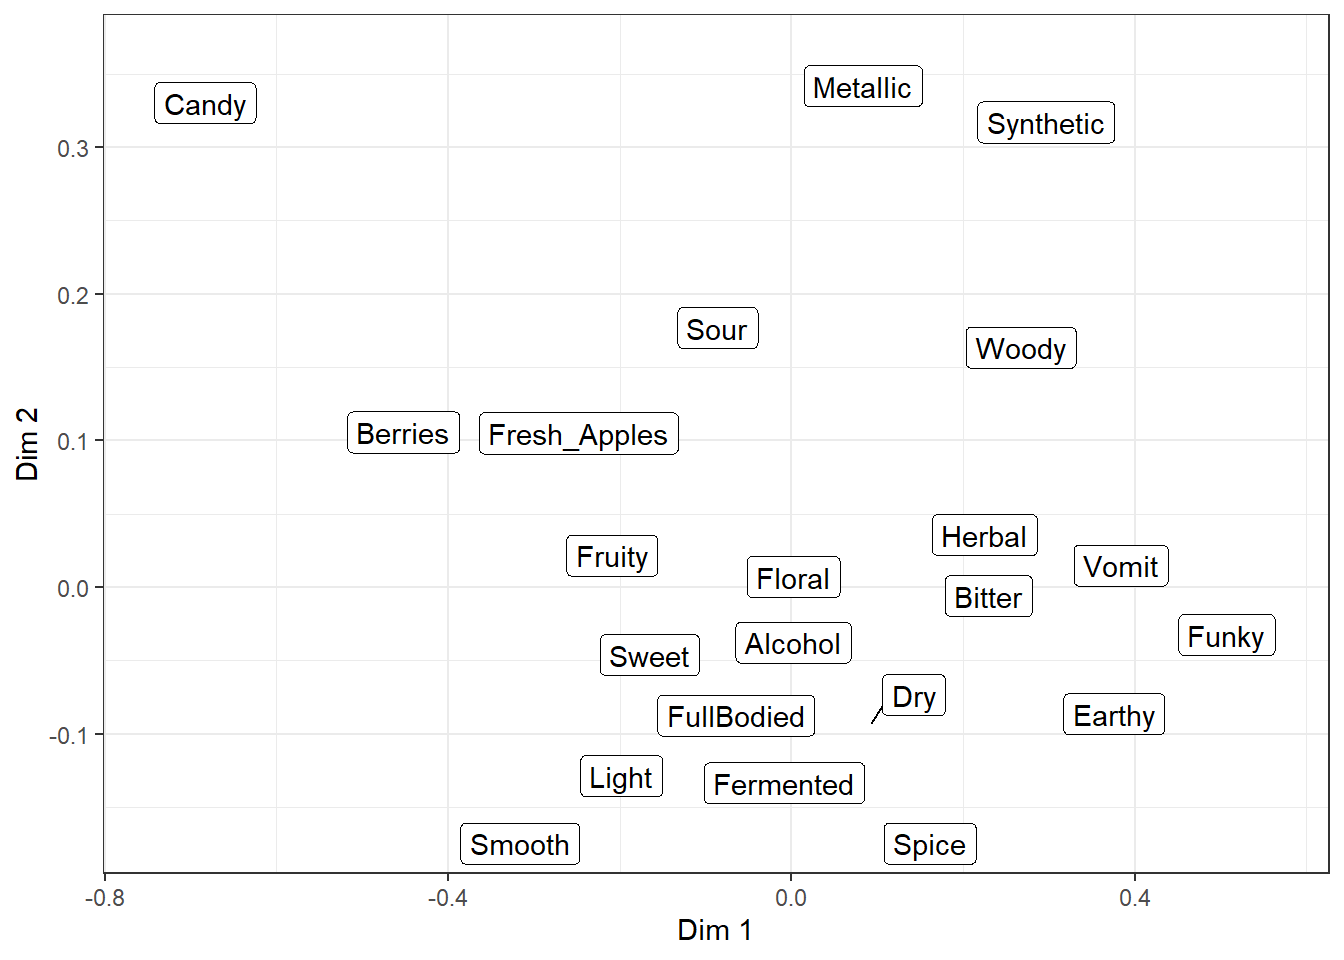 Metallic
Candy
Synthetic
0.3
0.2
Sour
Woody
Berries
Fresh_Apples
0.1
Dim 2
Herbal
Fruity
Vomit
Floral
0.0
Bitter
Funky
Alcohol
Sweet
Dry
Earthy
FullBodied
-0.1
Light
Fermented
Smooth
Spice
-0.8
-0.4
0.0
0.4
Dim 1